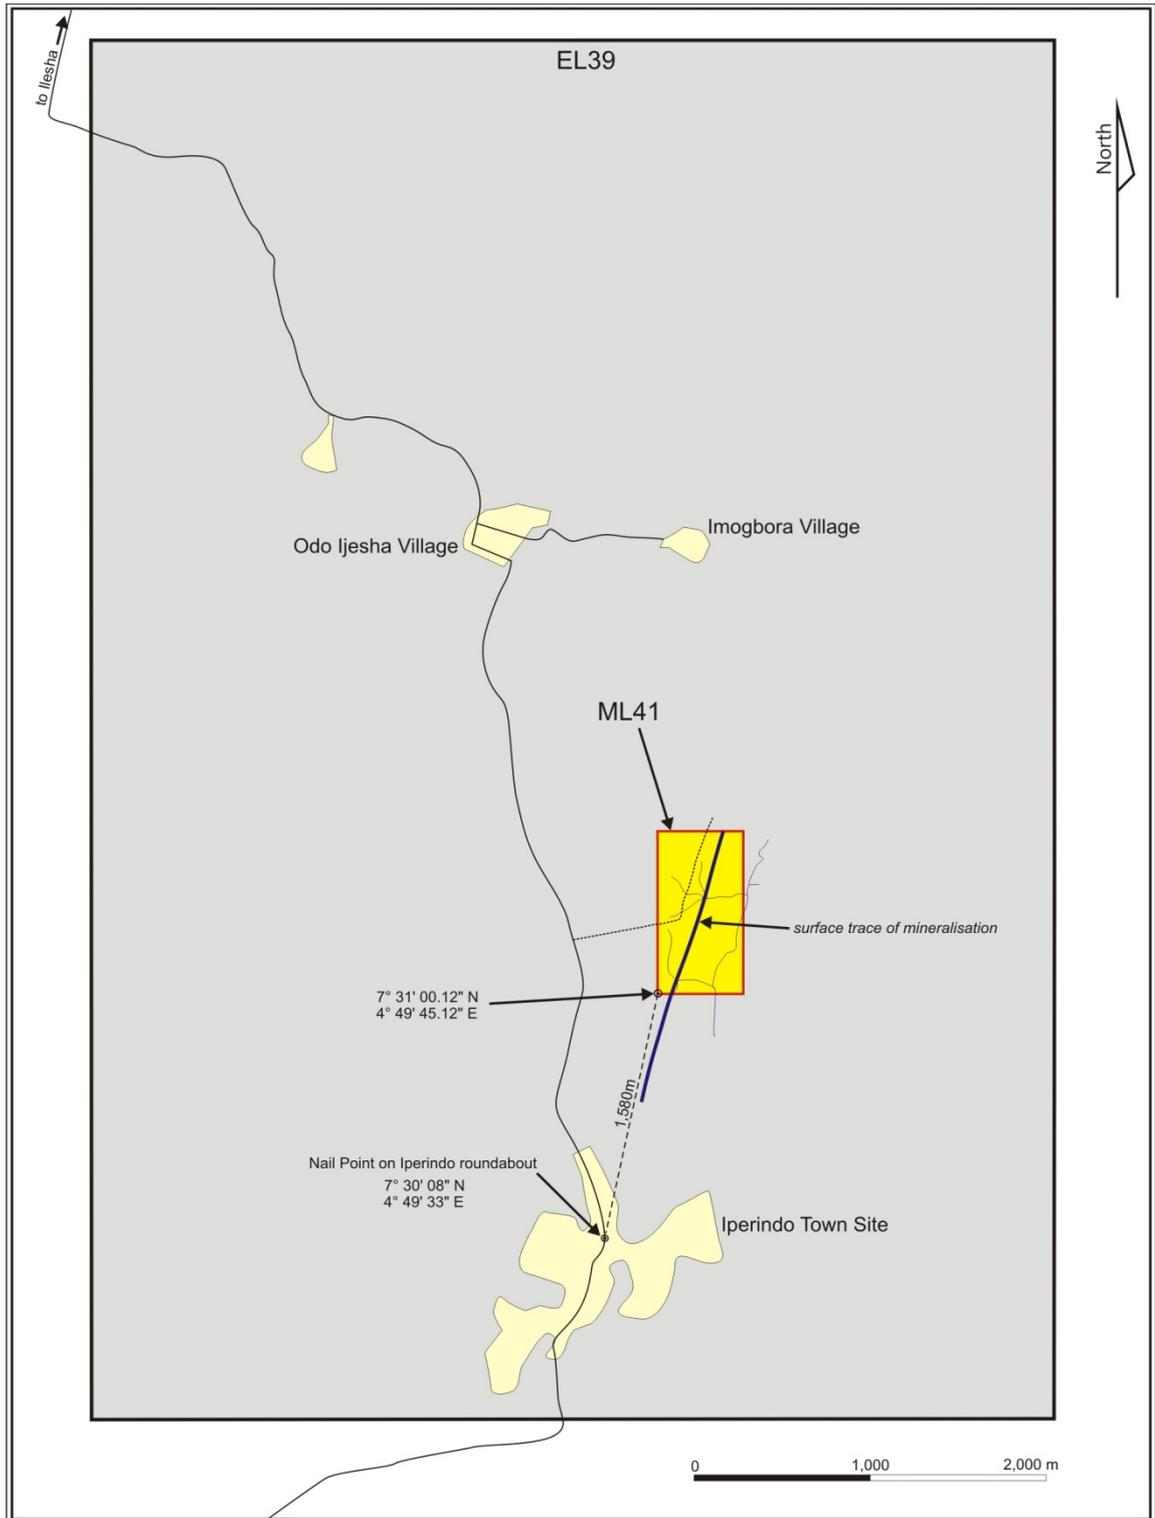 to Ilesha
EL39
North
Imogbora Village
Odo Ijesha Village
ML41
surface trace of mineralisation
7° 31' 00.12" N
4° 49' 45.12" E
1,580m
Nail Point on Iperindo roundabout
7° 30' 08" N
4° 49' 33" E
Iperindo Town Site
0 1,000 2,000 m